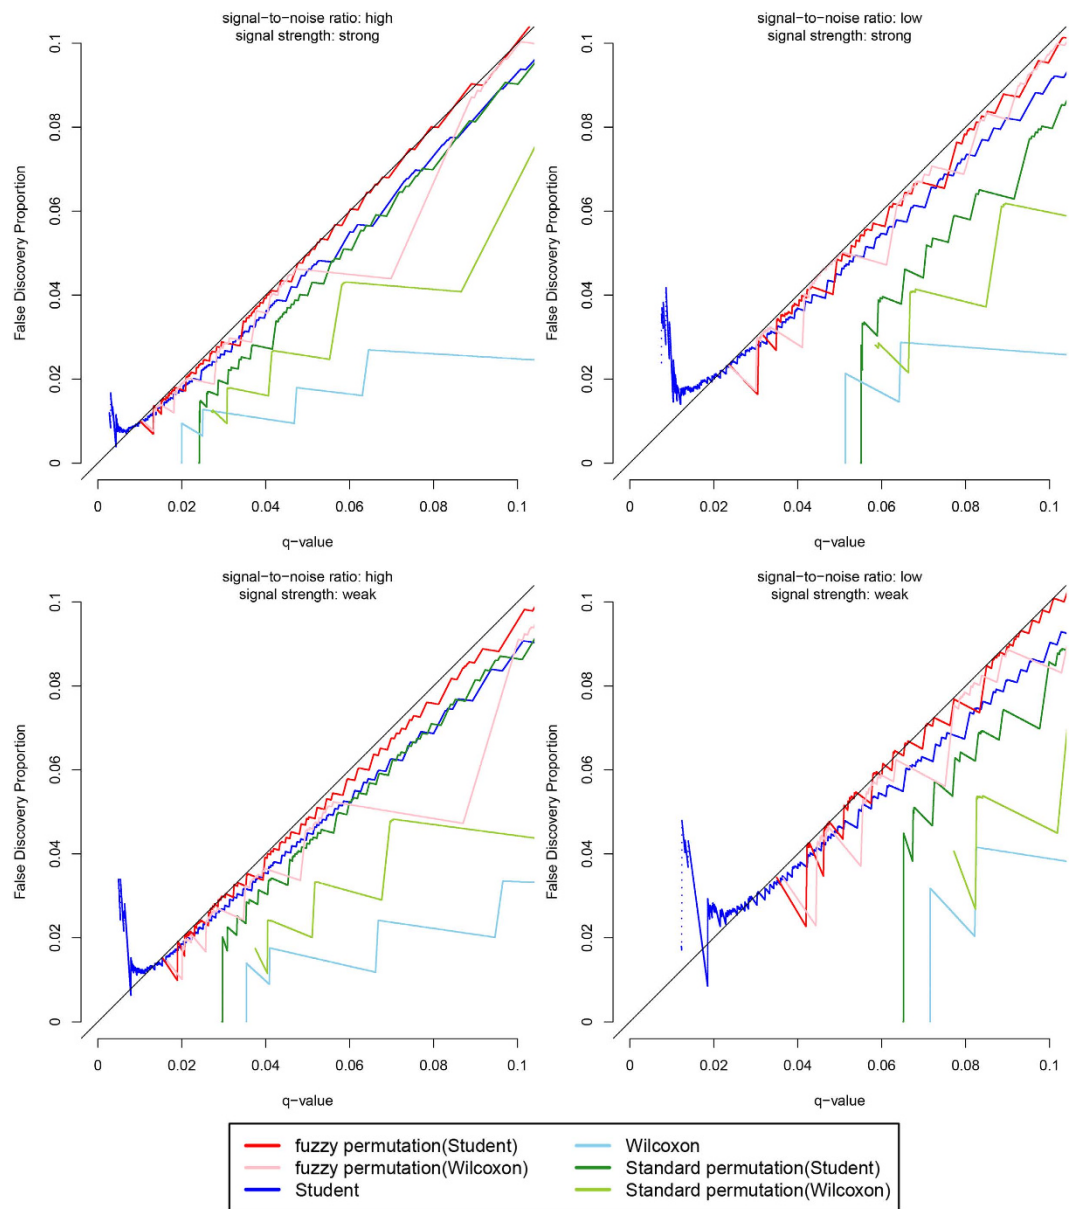 signal-to-noise ratio: high
signal strength: strong
False Discovery Proportion
0.1
0.08
0.06
0.04
0.02
0
0 0.02 0.04 0.06 0.08 0.1
q-value
signal-to-noise ratio: low
signal strength: strong
False Discovery Proportion
0.1
0.08
0.06
0.04
0.02
0
0 0.02 0.04 0.06 0.08 0.1
q-value
signal-to-noise ratio: high
signal strength: weak
False Discovery Proportion
0.1
0.08
0.06
0.04
0.02
0
0 0.02 0.04 0.06 0.08 0.1
q-value
signal-to-noise ratio: low
signal strength: weak
False Discovery Proportion
0.1
0.08
0.06
0.04
0.02
0
0 0.02 0.04 0.06 0.08 0.1
q-value
fuzzy permutation(Student)
fuzzy permutation(Wilcoxon)
Student
Wilcoxon
Standard permutation(Student)
Standard permutation(Wilcoxon)